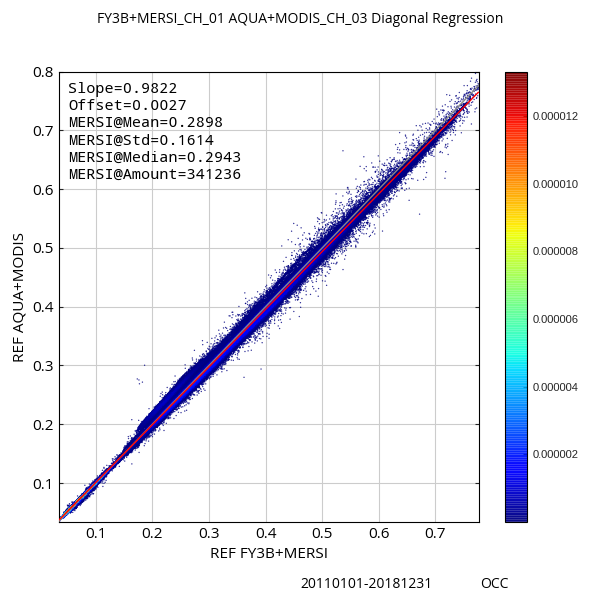 FY3B+MERSI_CH_01 AQUA+MODIS_CH_03 Diagonal Regression
Slope=0.9822
Offset=0.0027
MERSI@Mean=0.2898
MERSI@Std=0.1614
MERSI@Median=0.2943
MERSI@Amount=341236
REF AQUA+MODIS
0.8
0.7
0.6
0.5
0.4
0.3
0.2
0.1
0.1 0.2 0.3 0.4 0.5 0.6 0.7
REF FY3B+MERSI
0.000012
0.000010
0.000008
0.000006
0.000004
0.000002
20110101-20181231 OCC